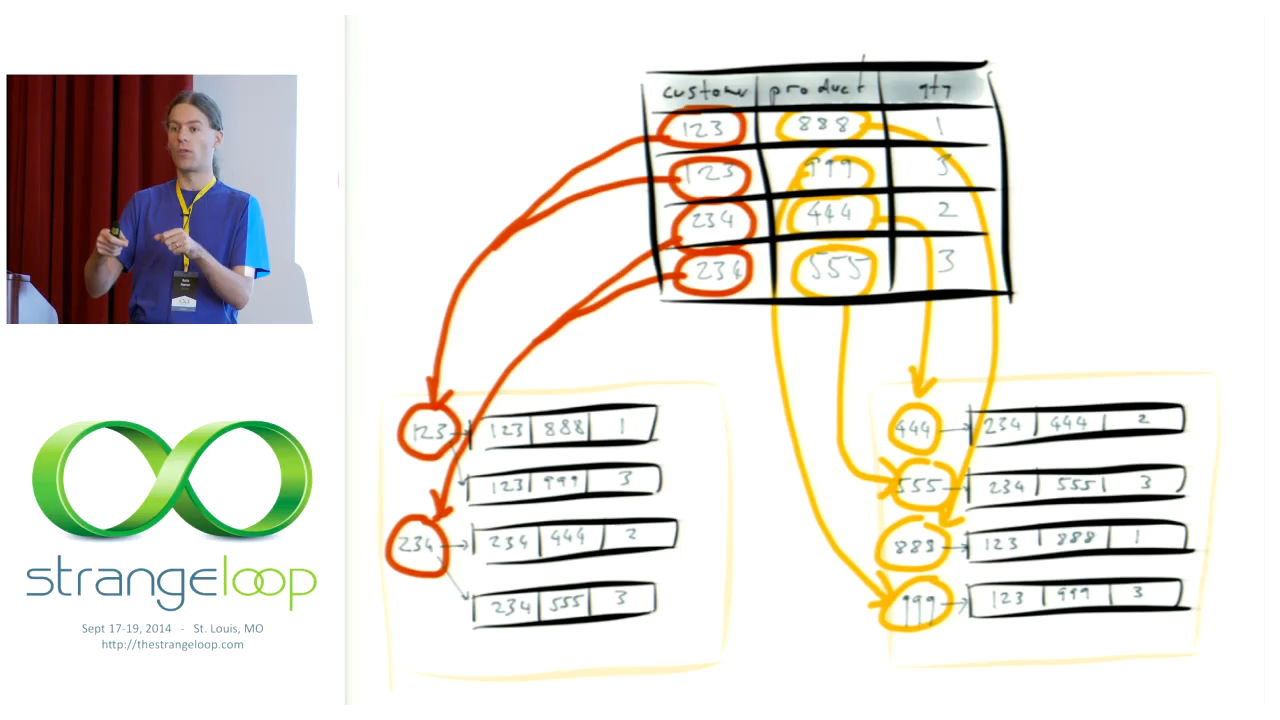 customer product qty
123 888 1
123 999 3
234 444 2
234 555 3
123 123 888 1
123 999 3
234 234 444 2
234 555 3
444 234 444 2
555 234 555 3
888 123 888 1
999 123 999 3
strangeloop
Sept 17-19, 2014 - St. Louis, MO
http://thestrangeloop.com